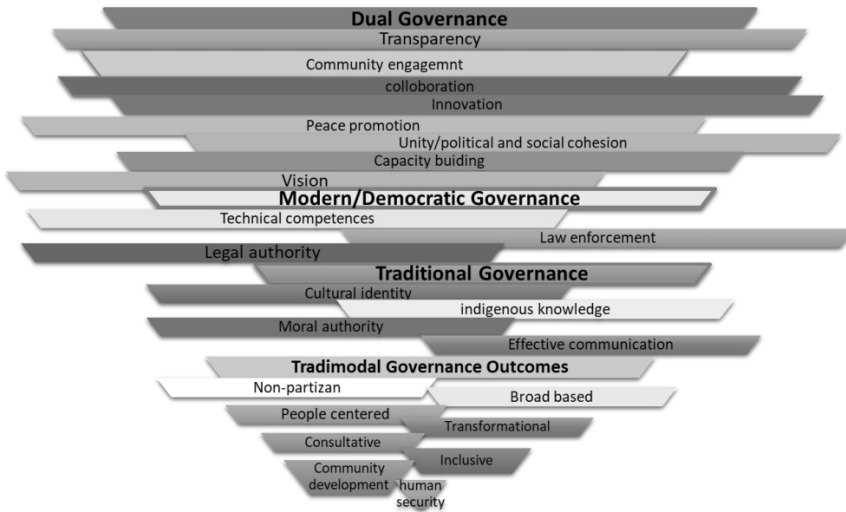 Dual Governance
Transparency
Community engagemnt
colloboration
Innovation
Peace promotion
Unity/political and social cohesion
Capacity buiding
Vision
Modern/Democratic Governance
Technical competences
Law enforcement
Legal authority
Traditional Governance
Cultural identity
indigenous knowledge
Moral authority
Effective communication
Tradimodal Governance Outcomes
Non-partizan
Broad based
People centered
Transformational
Consultative
Inclusive
Community
development
human
security